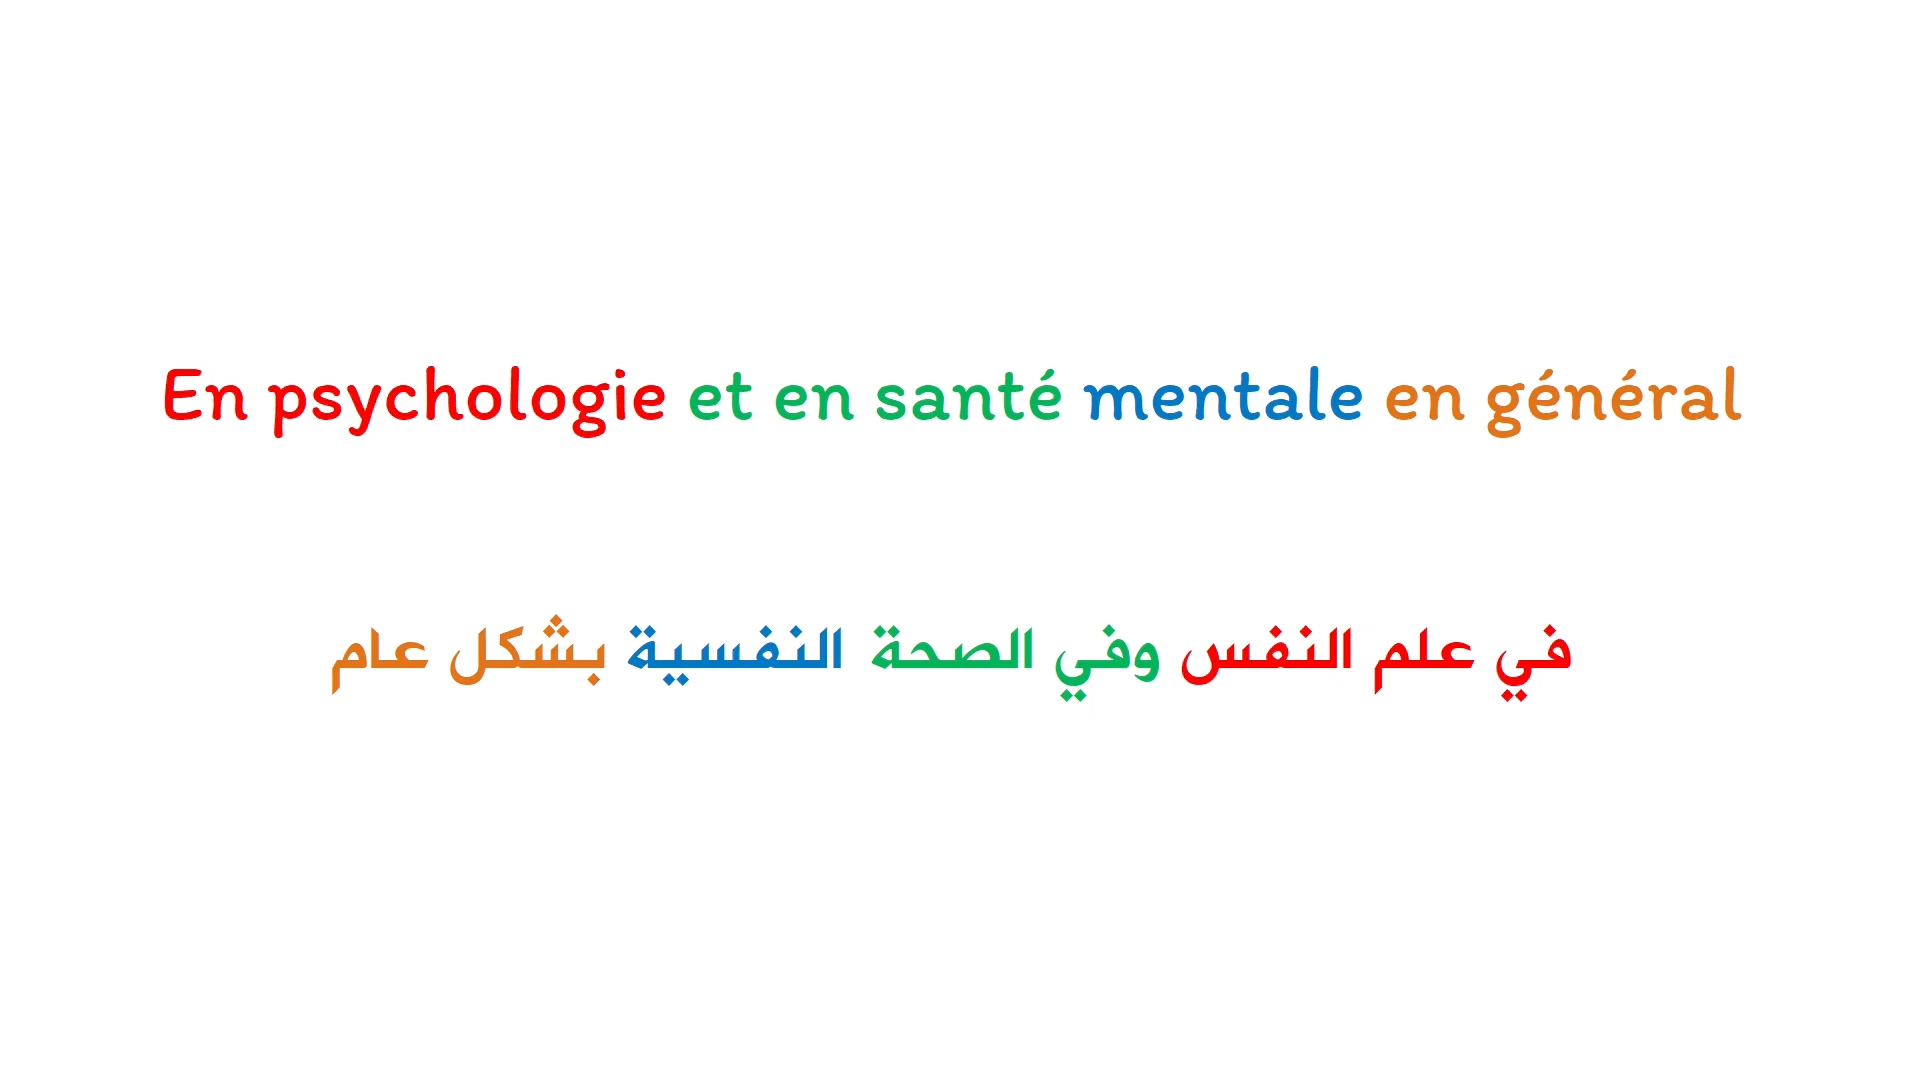 En psychologie et en santé mentale en général
في علم النفس وفي الصحة النفسية بشكل عام